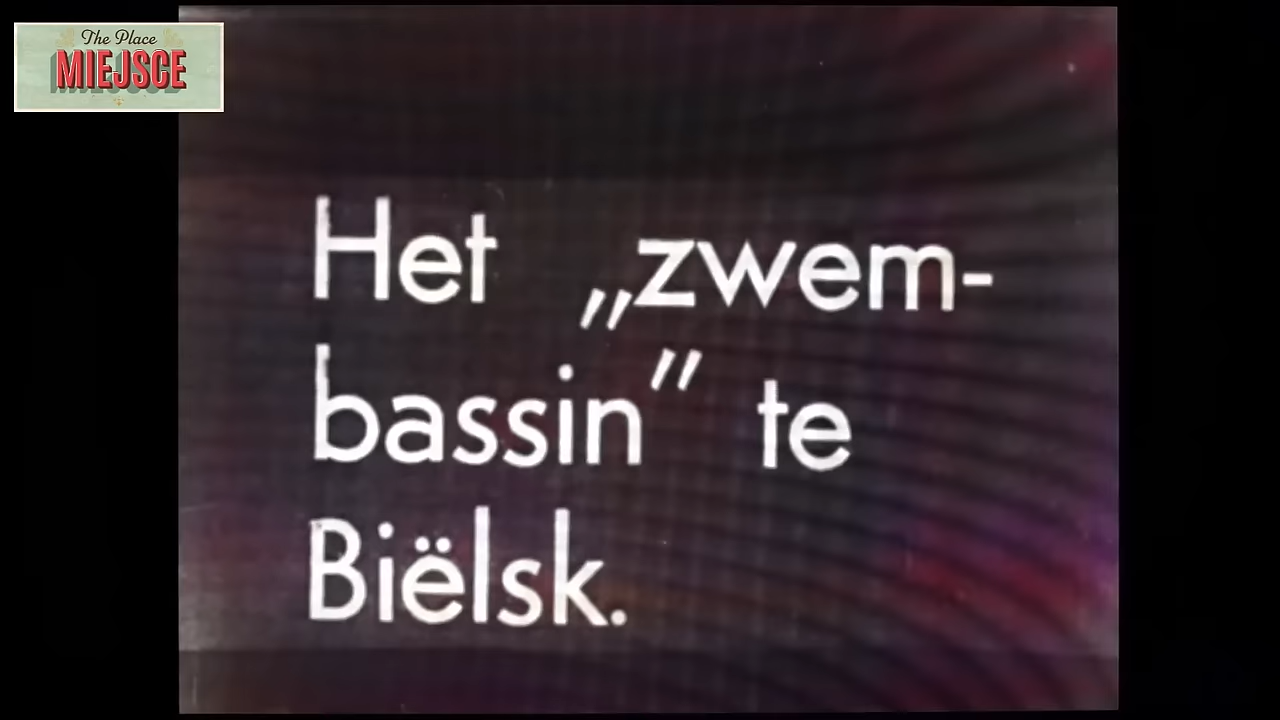 The Place
MIEJSCE
Het „zwem-
bassin” te
Biëlsk.